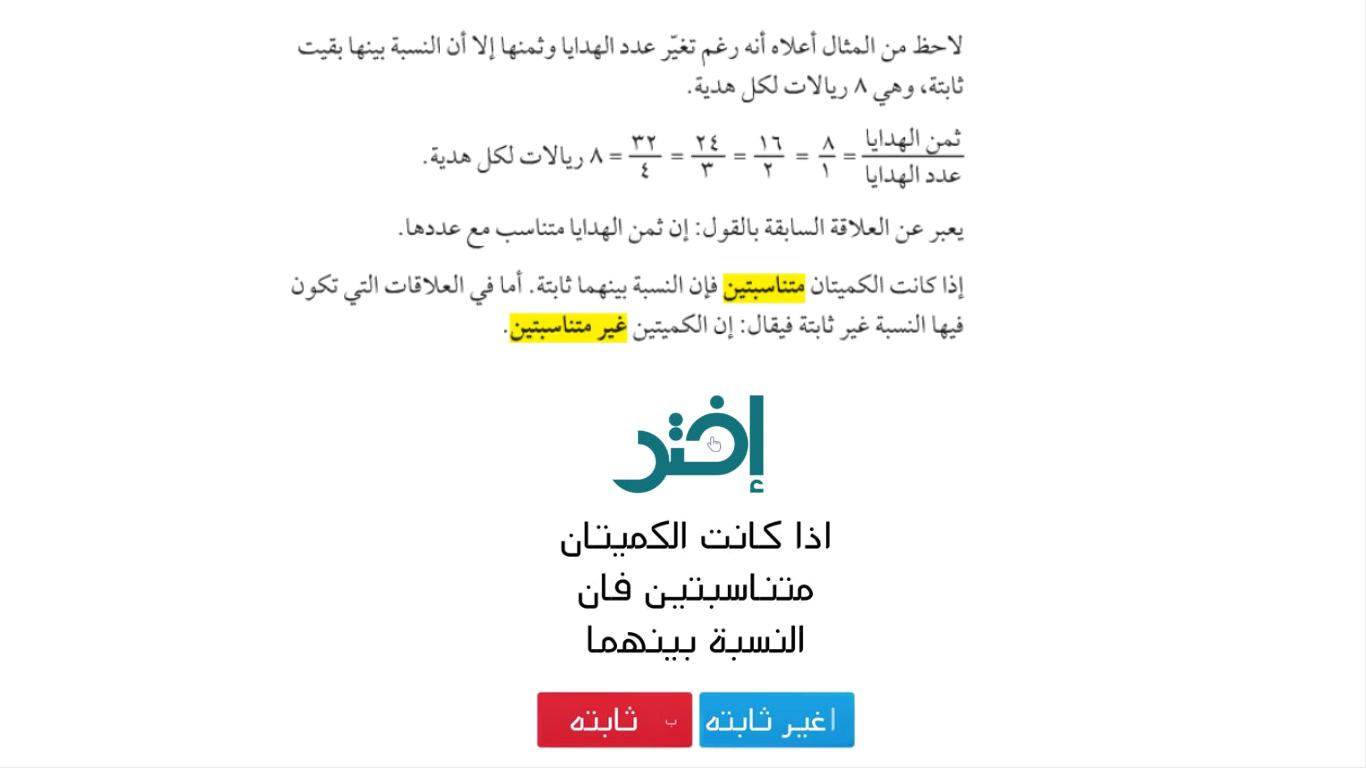 لاحظ من المثال أعلاه أنه رغم تغيّر عدد الهدايا وثمنها إلا أن النسبة بينها بقيت
ثابتة، وهي ٨ ريالات لكل هدية.
ثمن الهدايا / عدد الهدايا = ٨/١ = ١٦/٢ = ٢٤/٣ = ٣٢/٤ = ٨ ريالات لكل هدية.
يعبر عن العلاقة السابقة بالقول: إن ثمن الهدايا متناسب مع عددها.
إذا كانت الكميتان متناسبتين فإن النسبة بينهما ثابتة. أما في العلاقات التي تكون
فيها النسبة غير ثابتة فيقال: إن الكميتين غير متناسبتين.
إختر
اذا كانت الكميتان
متناسبتين فان
النسبة بينهما
ا غير ثابته
ب ثابته